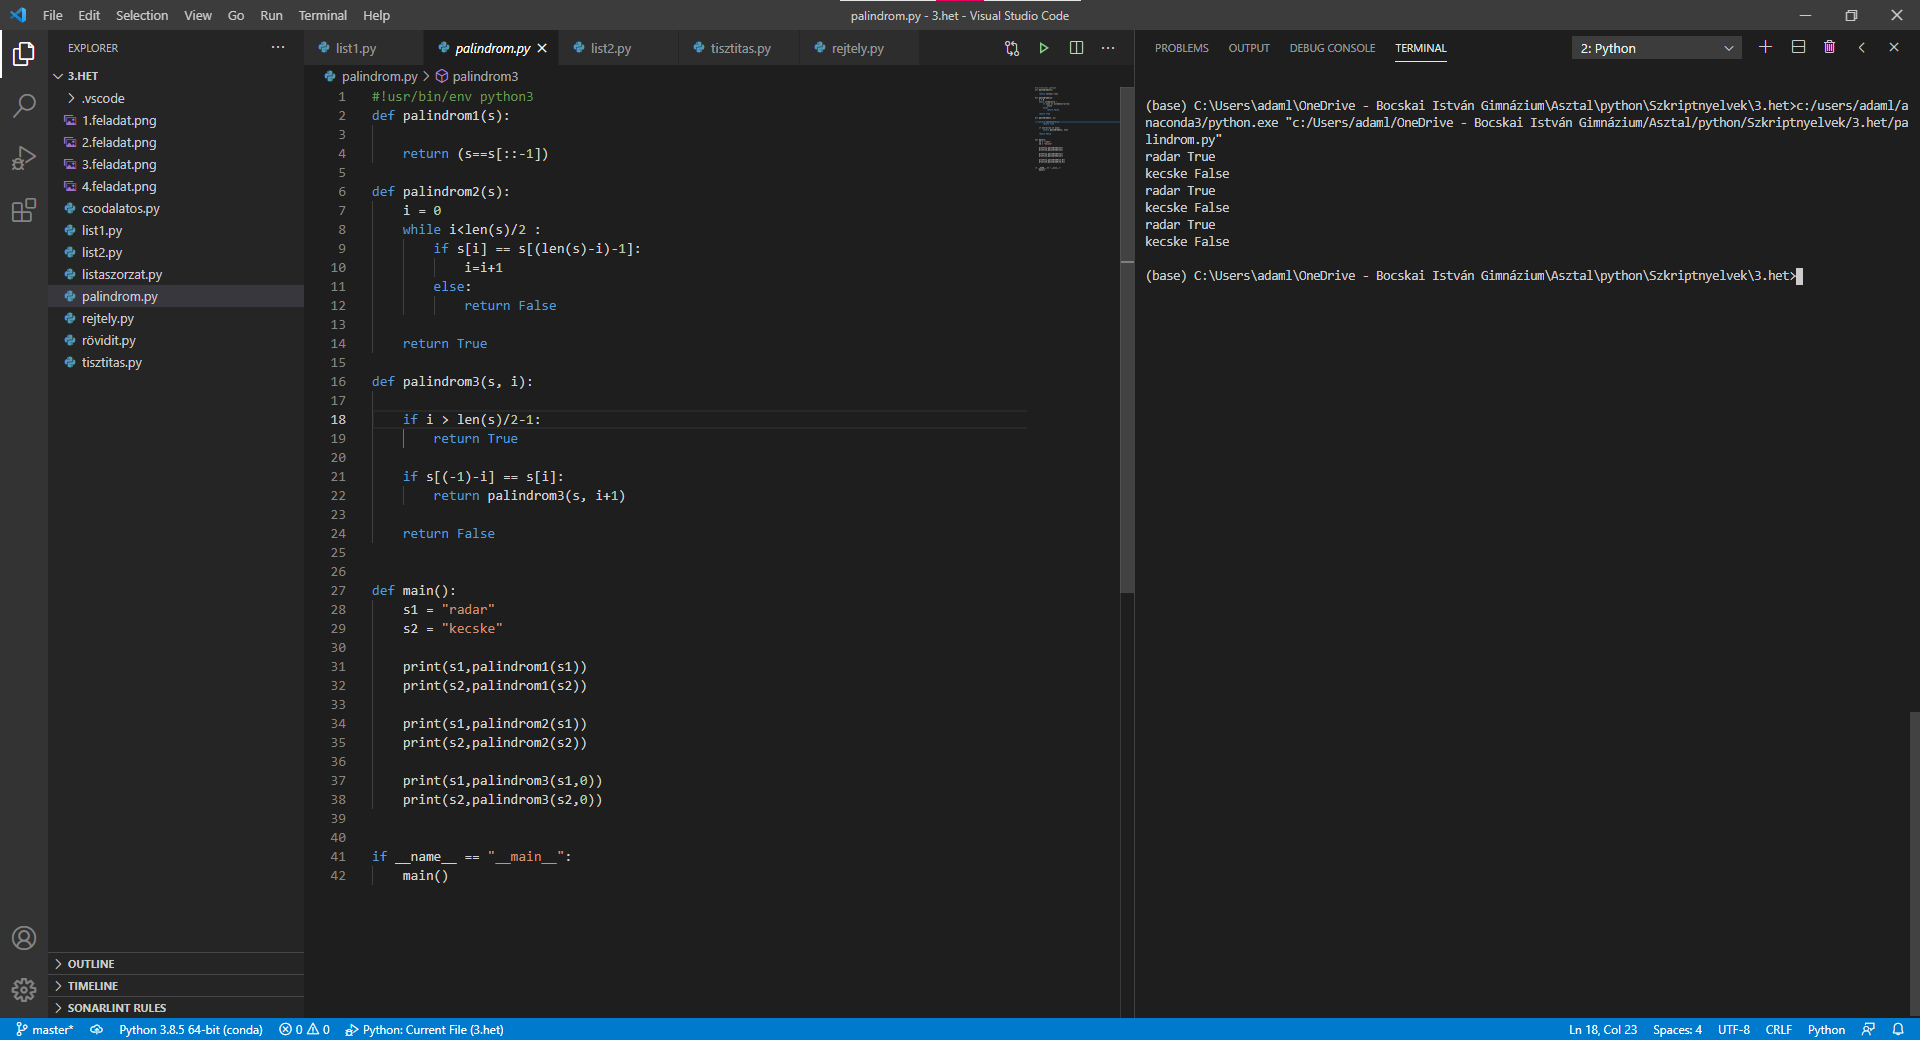 File Edit Selection View Go Run Terminal Help
palindrom.py - 3.het - Visual Studio Code
EXPLORER
3.HET
.vscode
1.feladat.png
2.feladat.png
3.feladat.png
4.feladat.png
csodalatos.py
list1.py
list2.py
listaszorzat.py
palindrom.py
rejtely.py
rövidit.py
tisztitas.py
OUTLINE
TIMELINE
SONARLINT RULES
list1.py palindrom.py list2.py tisztitas.py rejtely.py
palindrom.py > palindrom3
1 #!usr/bin/env python3
2 def palindrom1(s):
3
4 return (s==s[::-1])
5
6 def palindrom2(s):
7 i = 0
8 while i<len(s)/2 :
9 if s[i] == s[(len(s)-i)-1]:
10 i=i+1
11 else:
12 return False
13
14 return True
15
16 def palindrom3(s, i):
17
18 if i > len(s)/2-1:
19 return True
20
21 if s[(-1)-i] == s[i]:
22 return palindrom3(s, i+1)
23
24 return False
25
26
27 def main():
28 s1 = "radar"
29 s2 = "kecske"
30
31 print(s1,palindrom1(s1))
32 print(s2,palindrom1(s2))
33
34 print(s1,palindrom2(s1))
35 print(s2,palindrom2(s2))
36
37 print(s1,palindrom3(s1,0))
38 print(s2,palindrom3(s2,0))
39
40
41 if __name__ == "__main__":
42 main()
PROBLEMS OUTPUT DEBUG CONSOLE TERMINAL 2: Python
(base) C:\Users\adaml\OneDrive - Bocskai István Gimnázium\Asztal\python\Szkriptnyelvek\3.het>c:/users/adaml/a
naconda3/python.exe "c:/Users/adaml/OneDrive - Bocskai István Gimnázium/Asztal/python/Szkriptnyelvek/3.het/pa
lindrom.py"
radar True
kecske False
radar True
kecske False
radar True
kecske False
(base) C:\Users\adaml\OneDrive - Bocskai István Gimnázium\Asztal\python\Szkriptnyelvek\3.het>
master* Python 3.8.5 64-bit (conda) 0 0 Python: Current File (3.het) Ln 18, Col 23 Spaces: 4 UTF-8 CRLF Python